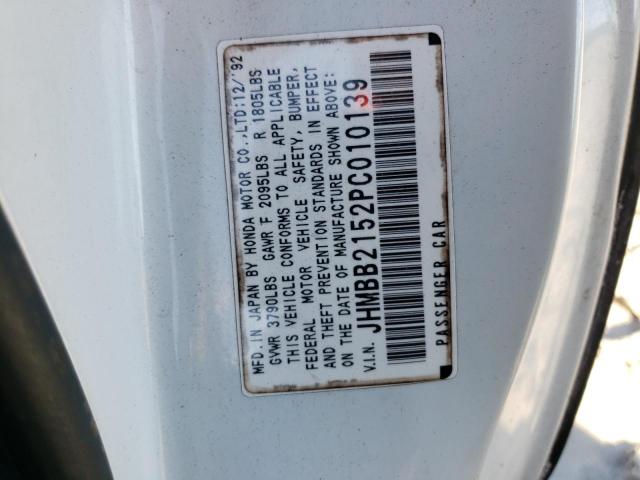 MFD.IN JAPAN BY HONDA MOTOR CO.,LTD:12/'92
GVWR 3790LBS GAWR F 2095LBS R 1805LBS
THIS VEHICLE CONFORMS TO ALL APPLICABLE
FEDERAL MOTOR VEHICLE SAFETY, BUMPER,
AND THEFT PREVENTION STANDARDS IN EFFECT
ON THE DATE OF MANUFACTURE SHOWN ABOVE:
V.I.N. JHMBB2152PC010139
PASSENGER CAR